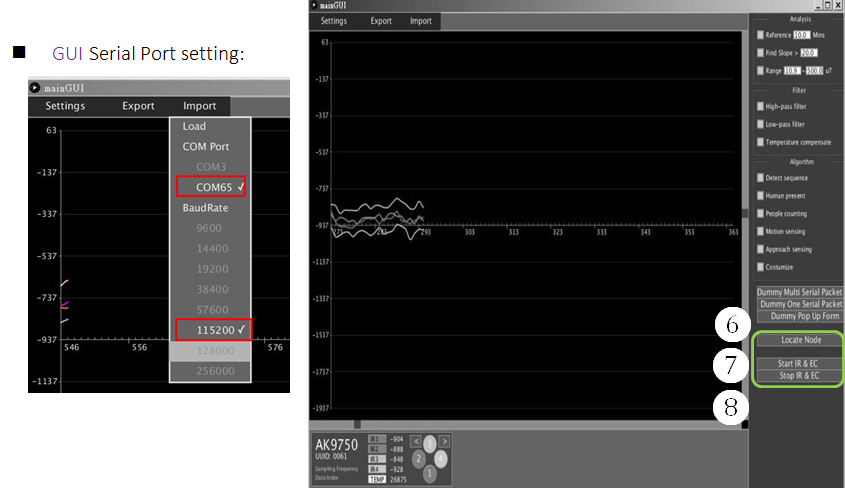 ■ GUI Serial Port setting:
mainGUI
Settings Export Import
Load
COM Port
COM3
COM65 ✓
BaudRate
9600
14400
19200
38400
57600
115200 ✓
128000
256000
63
-137
-337
-537
-737
-937
-1137
546 556 576
mainGUI
Settings Export Import
63
-137
-337
-537
-737
-937
-1137
-1337
-1537
-1737
-1937
273 283 293 303 313 323 333 343 353 363
Analysis
Reference 10.0 Mins
Find Slope > 20.0
Range 10.9 - 500.0 uT
Filter
High-pass filter
Low-pass filter
Temperature compensate
Algorithm
Detect sequence
Human present
People counting
Motion sensing
Approach sensing
Costumize
Dummy Multi Serial Packet
Dummy One Serial Packet
Dummy Pop Up Form
6
Locate Node
7
Start IR & EC
Stop IR & EC
8
AK9750
UUID: 0061
Sampling Frequency
Data Index
IR1 -904
IR2 -888
IR3 -848
IR4 -928
TEMP 26875
< 3 >
2 4
1